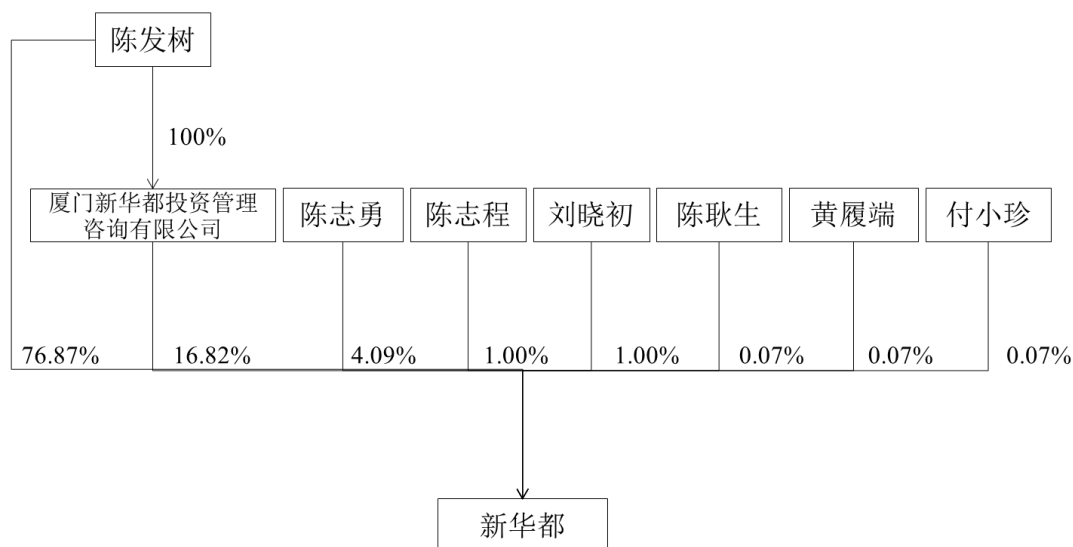 陈发树
100%
厦门新华都投资管理
咨询有限公司
陈志勇
陈志程
刘晓初
陈耿生
黄履端
付小珍
76.87%
16.82%
4.09%
1.00%
1.00%
0.07%
0.07%
0.07%
新华都